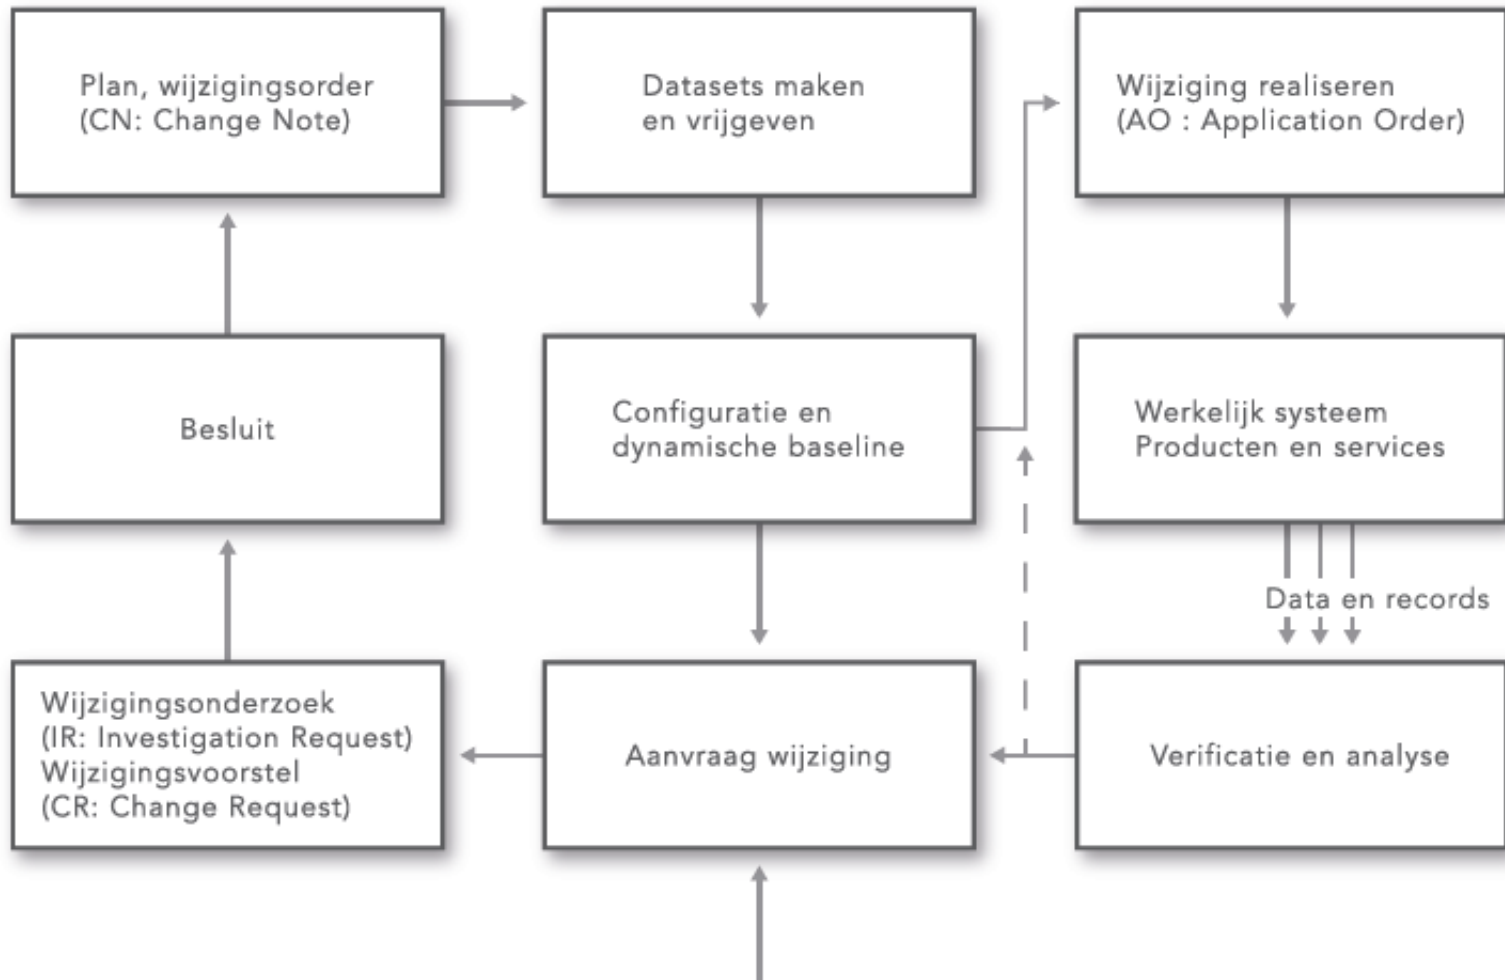 Plan, wijzigingsorder
(CN: Change Note)
Datasets maken
en vrijgeven
Wijziging realiseren
(AO : Application Order)
Besluit
Configuratie en
dynamische baseline
Werkelijk systeem
Producten en services
Data en records
Wijzigingsonderzoek
(IR: Investigation Request)
Wijzigingsvoorstel
(CR: Change Request)
Aanvraag wijziging
Verificatie en analyse